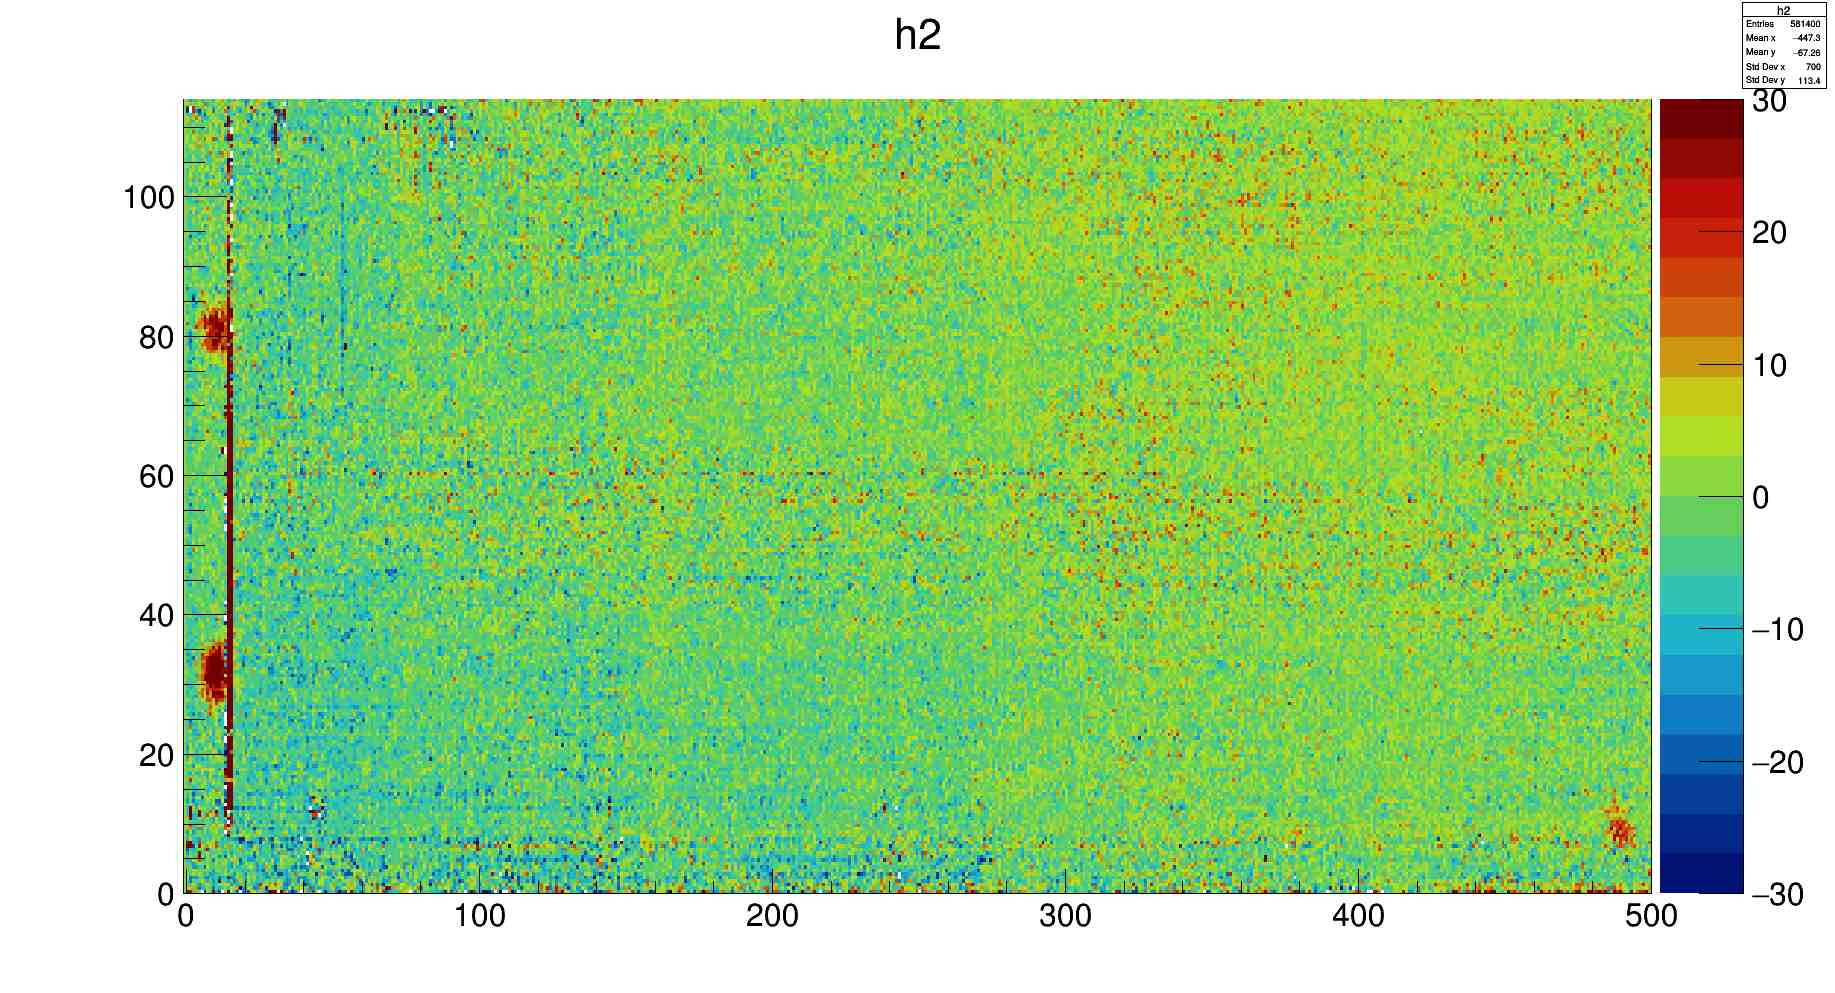 h2
h2
Entries 581400
Mean x −447.3
Mean y −67.26
Std Dev x 700
Std Dev y 113.4
100
80
60
40
20
0
0 100 200 300 400 500
30
20
10
0
−10
−20
−30